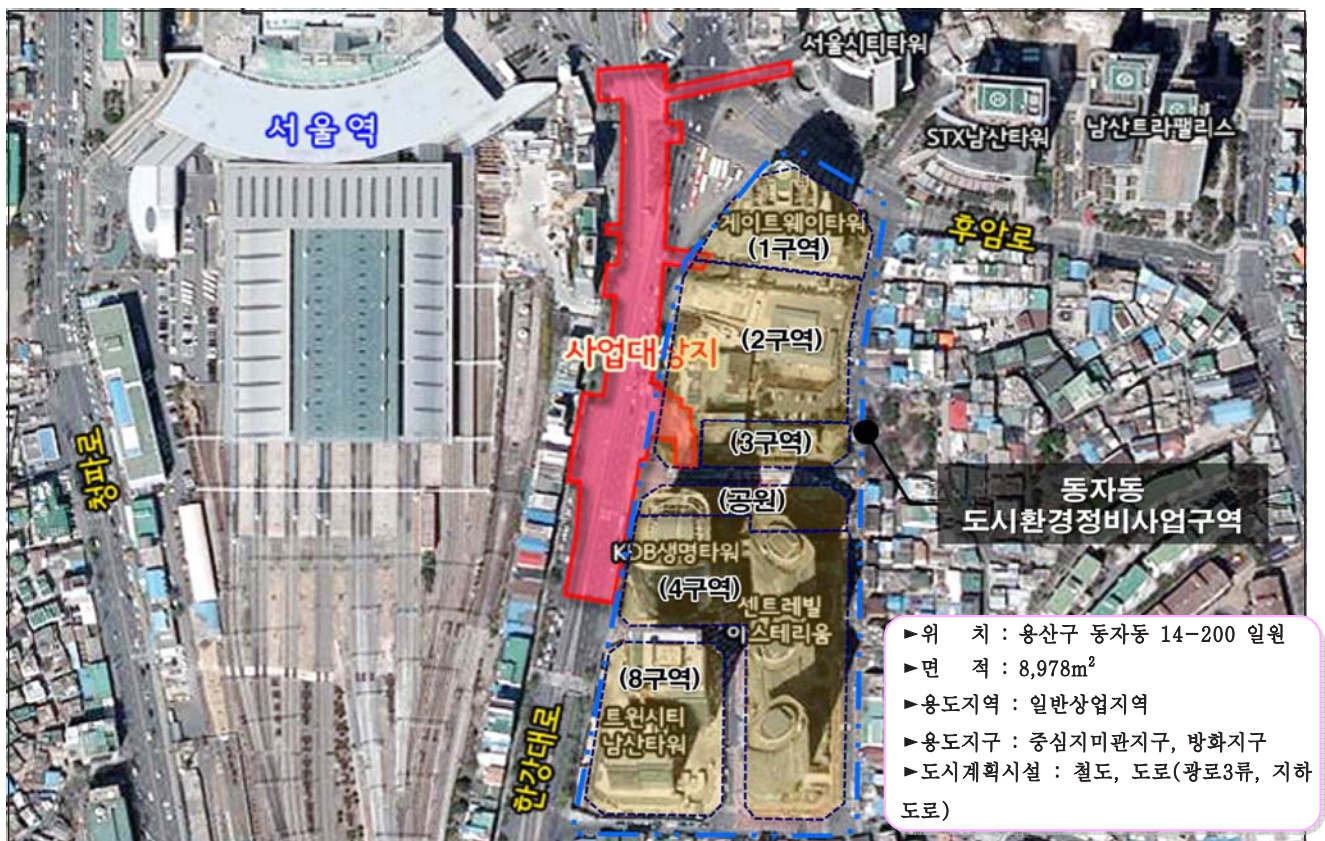 서울시티타워
서울역
STX남산타워
남산트라팰리스
게이트웨이타워
(1구역)
후암로
(2구역)
사업대상지
(3구역)
청파로
(공원)
동자동
도시환경정비사업구역
KDB생명타워
(4구역)
센트레빌
아스테리움
(8구역)
트윈시티
남산타워
한강대로
►위 치 : 용산구 동자동 14-200 일원
►면 적 : 8,978m²
►용도지역 : 일반상업지역
►용도지구 : 중심지미관지구, 방화지구
►도시계획시설 : 철도, 도로(광로3류, 지하
도로)